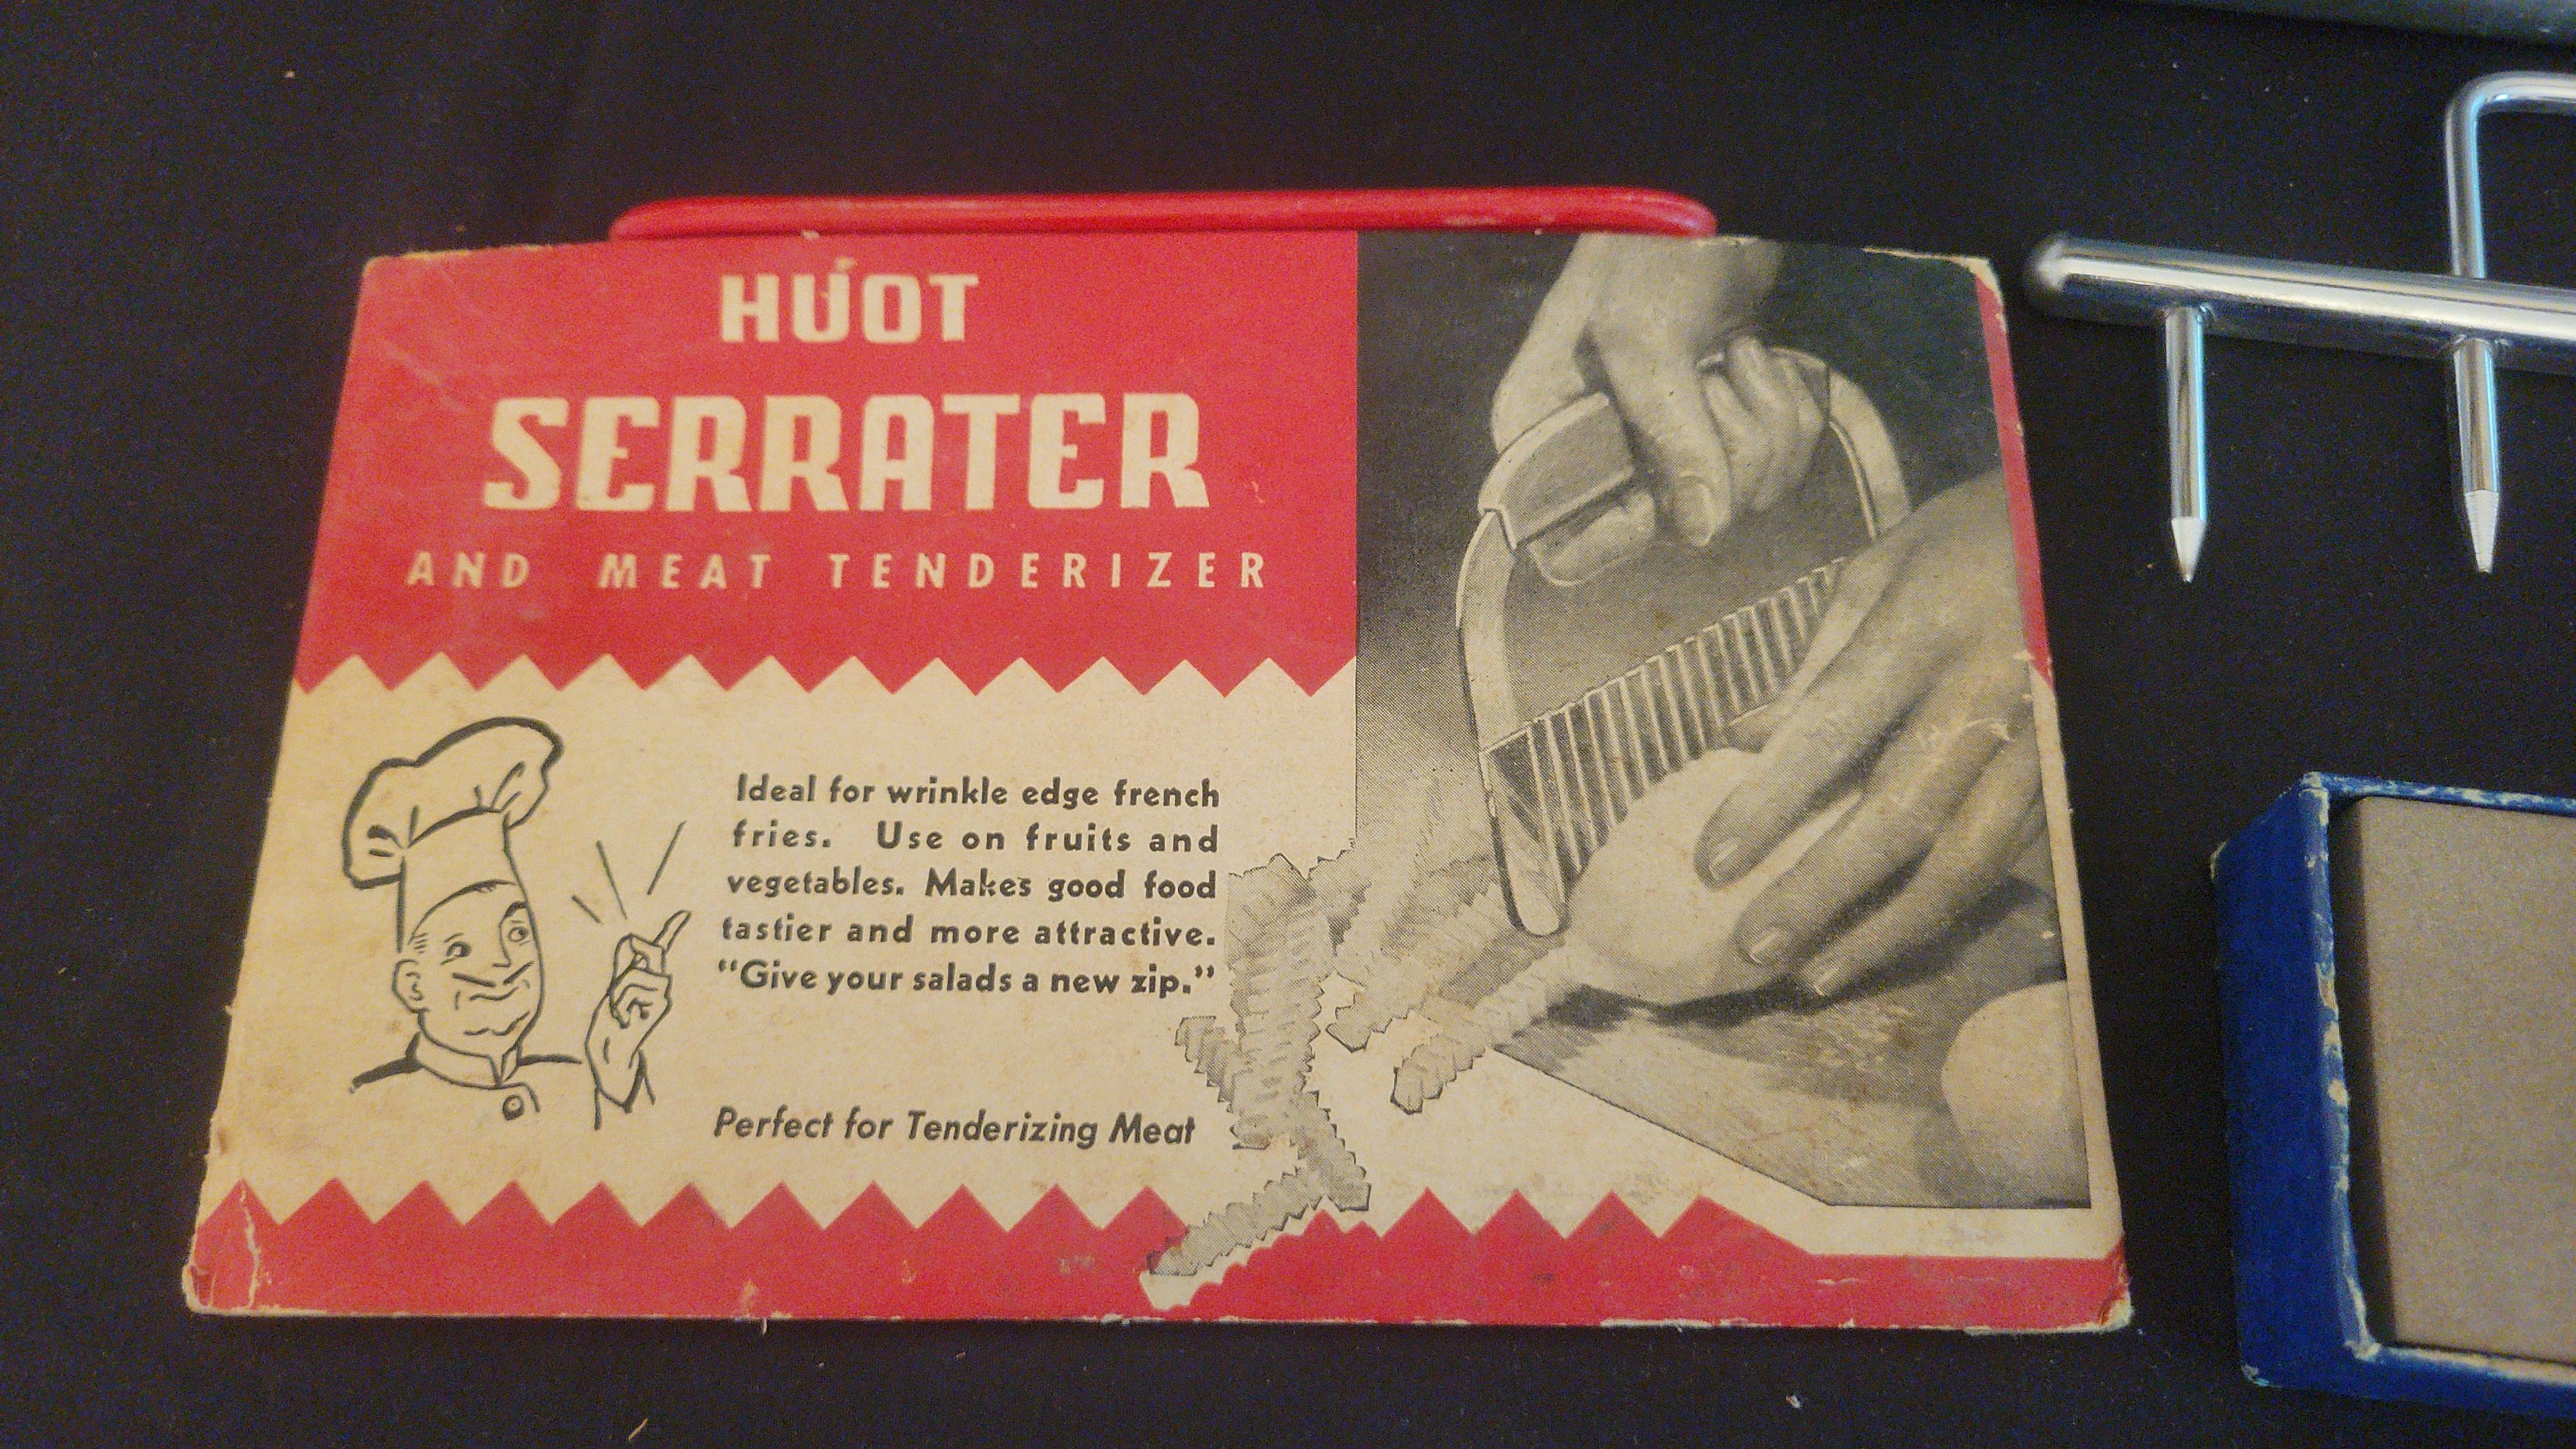 HUOT
SERRATER
AND MEAT TENDERIZER
Ideal for wrinkle edge french
fries. Use on fruits and
vegetables. Makes good food
tastier and more attractive.
"Give your salads a new zip."
Perfect for Tenderizing Meat